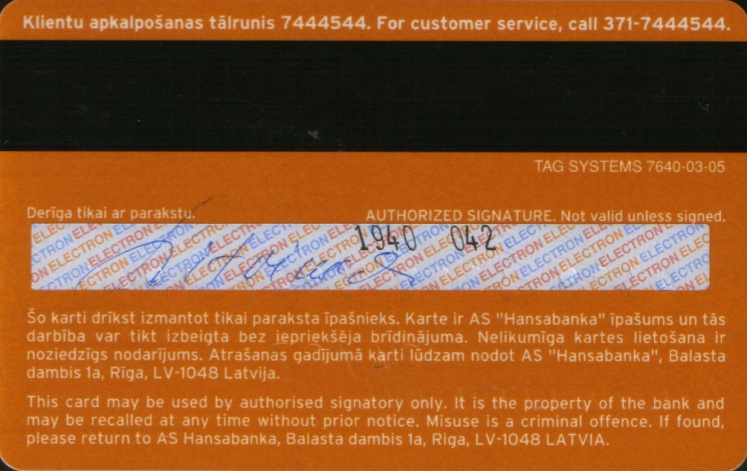 Klientu apkalpošanas tālrunis 7444544. For customer service, call 371-7444544.
TAG SYSTEMS 7640-03-05
Derīga tikai ar parakstu. AUTHORIZED SIGNATURE. Not valid unless signed.
ELECTRON ELECTRON ELECTRON ELECTRON
1940 042
Šo karti drīkst izmantot tikai paraksta īpašnieks. Karte ir AS "Hansabanka" īpašums un tās
darbība var tikt izbeigta bez iepriekšēja brīdinājuma. Nelikumīga kartes lietošana ir
noziedzīgs nodarījums. Atrašanas gadījumā karti lūdzam nodot AS "Hansabanka", Balasta
dambis 1a, Rīga, LV-1048 Latvija.
This card may be used by authorised signatory only. It is the property of the bank and
may be recalled at any time without prior notice. Misuse is a criminal offence. If found,
please return to AS Hansabanka, Balasta dambis 1a, Riga, LV-1048 LATVIA.